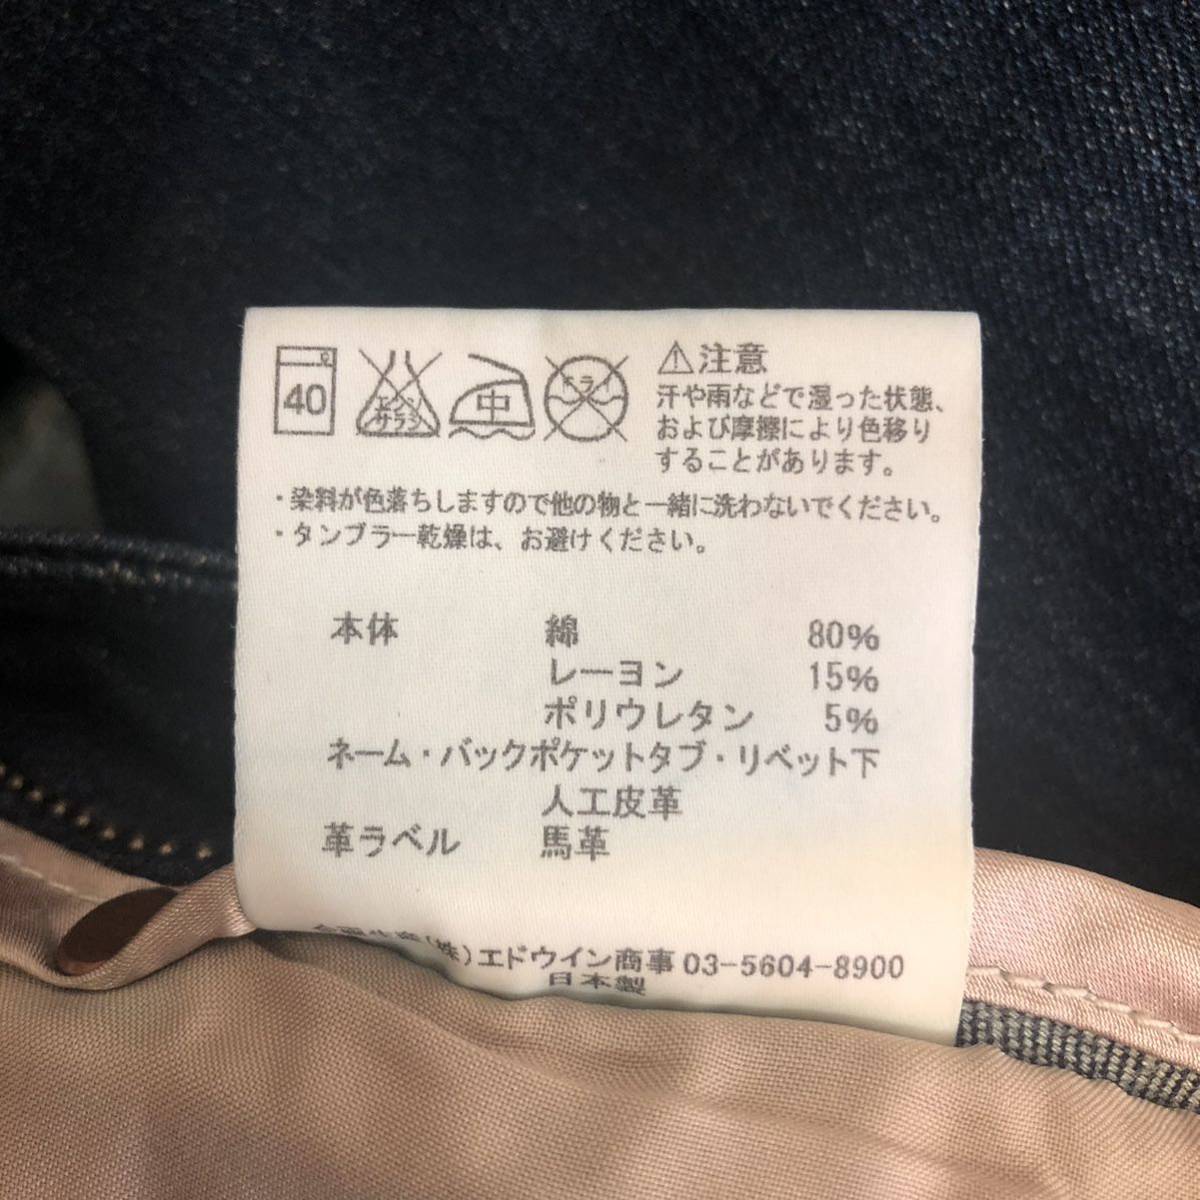 40
エンソ
サラシ
中
ドライ
⚠注意
汗や雨などで湿った状態、
および摩擦により色移り
することがあります。
・染料が色落ちしますので他の物と一緒に洗わないでください。
・タンブラー乾燥は、お避けください。
本体 綿 80%
レーヨン 15%
ポリウレタン 5%
ネーム・バックポケットタブ・リベット下
人工皮革
革ラベル 馬革
(株)エドウイン商事 03-5604-8900
日本製